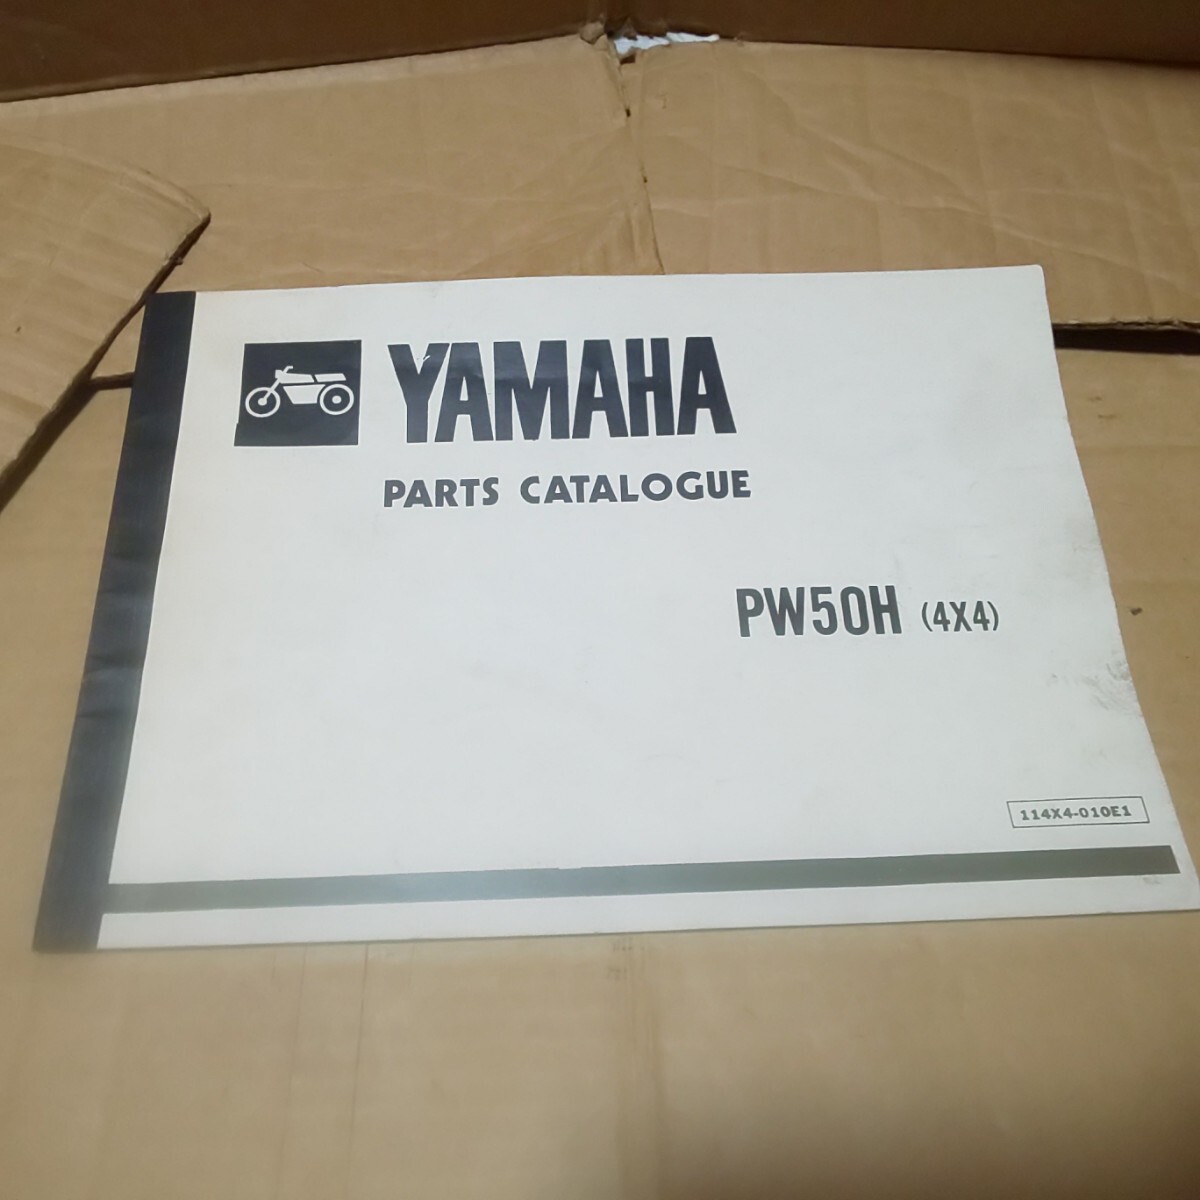 YAMAHA
PARTS CATALOGUE
PW50H (4X4)
114X4-010E1